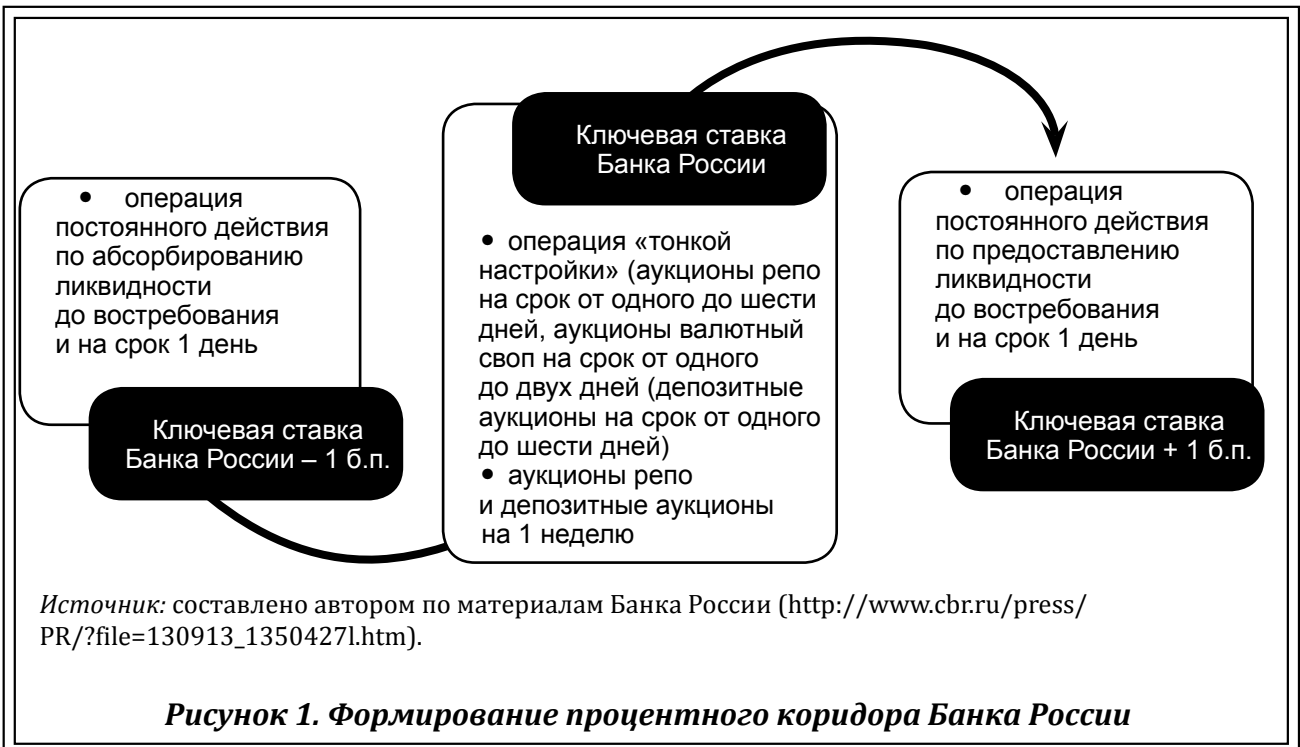 • операция
постоянного действия
по абсорбированию
ликвидности
до востребования
и на срок 1 день
Ключевая ставка
Банка России – 1 б.п.
Ключевая ставка
Банка России
• операция «тонкой
настройки» (аукционы репо
на срок от одного до шести
дней, аукционы валютный
своп на срок от одного
до двух дней (депозитные
аукционы на срок от одного
до шести дней)
• аукционы репо
и депозитные аукционы
на 1 неделю
• операция
постоянного действия
по предоставлению
ликвидности
до востребования
и на срок 1 день
Ключевая ставка
Банка России + 1 б.п.
Источник: составлено автором по материалам Банка России (http://www.cbr.ru/press/
PR/?file=130913_1350427l.htm).
Рисунок 1. Формирование процентного коридора Банка России